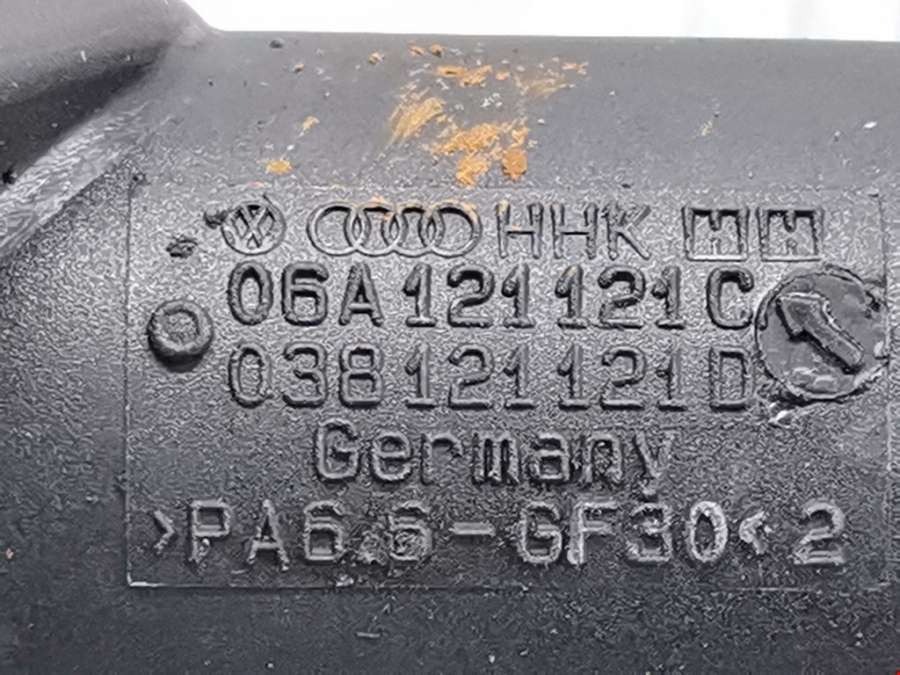 HHK
06A 121 121 C
038 121 121 D
Germany
>PA6.6-GF30< 2